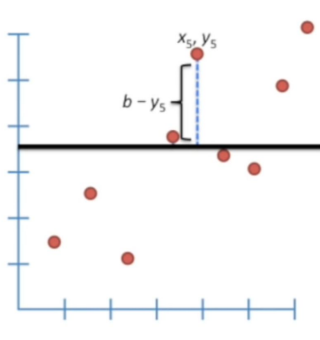 x₅, y₅
b – y₅